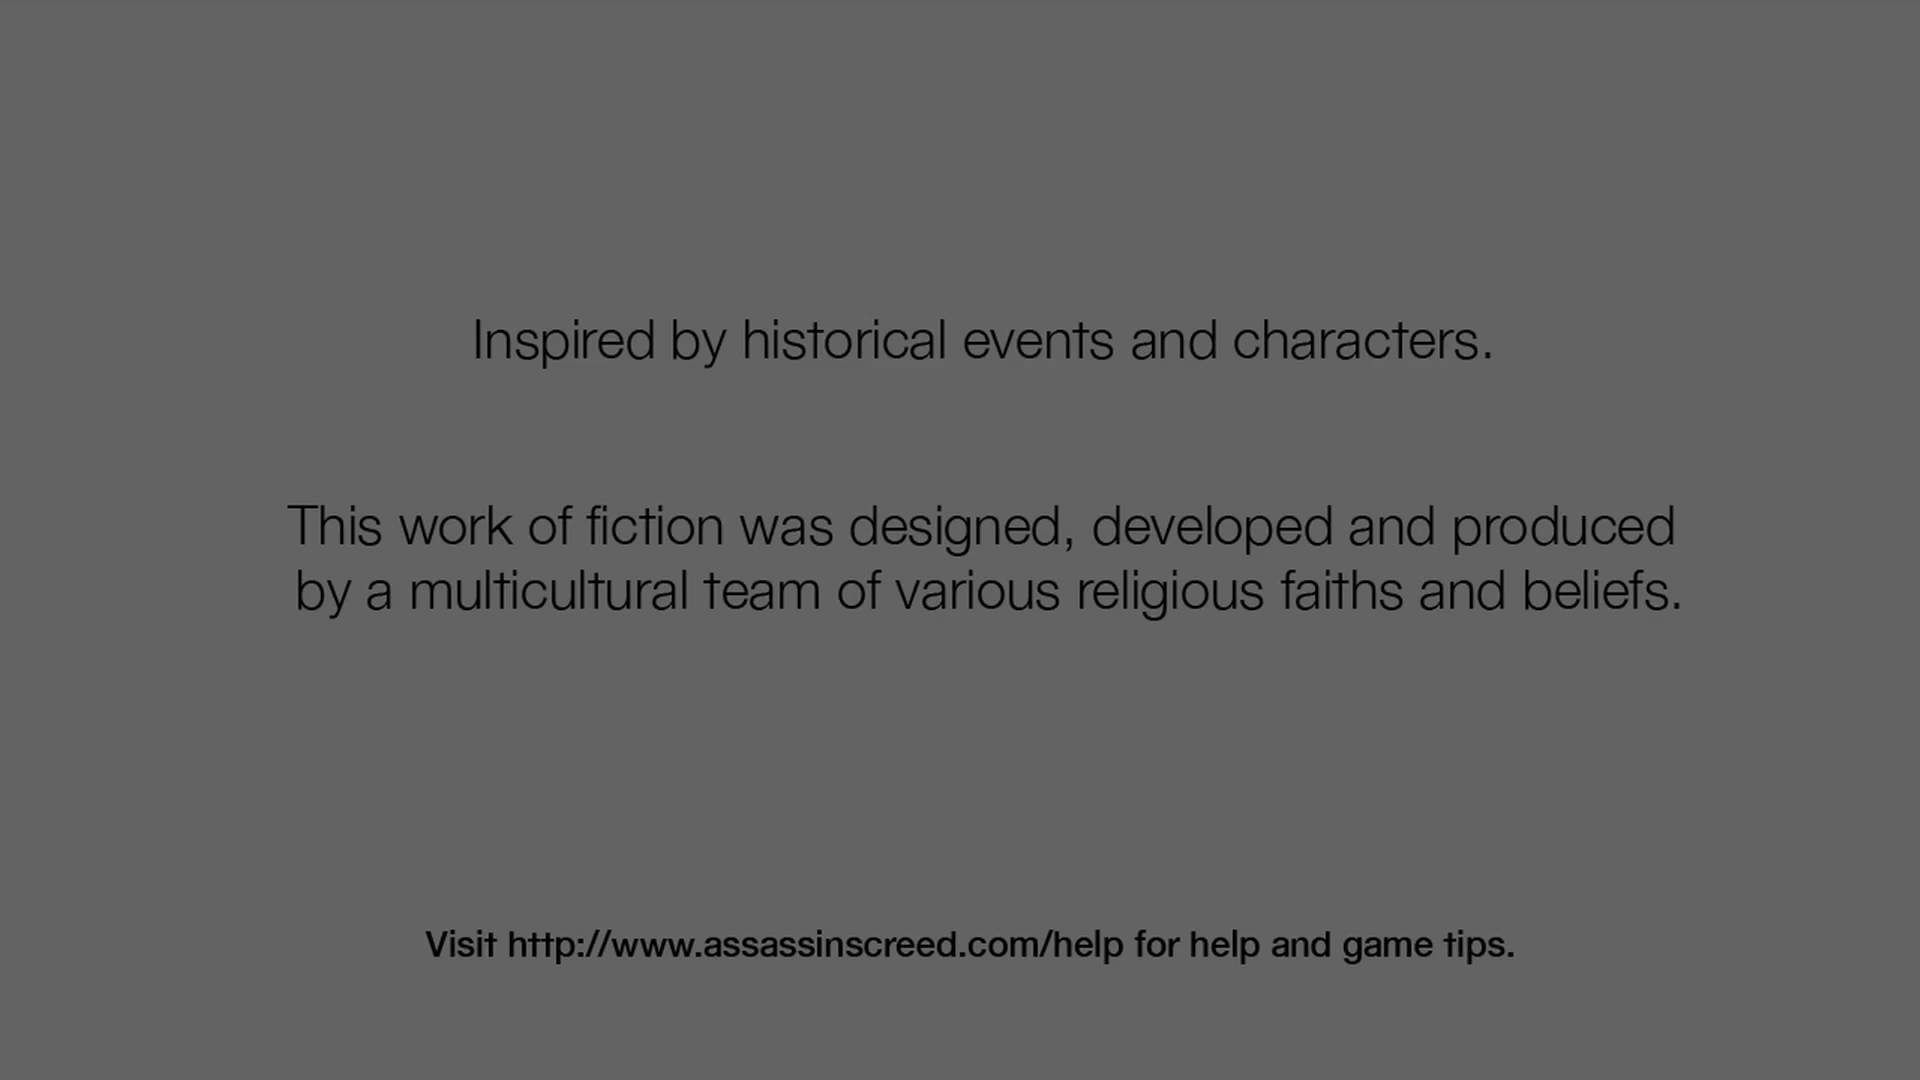 Inspired by historical events and characters.
This work of fiction was designed, developed and produced
by a multicultural team of various religious faiths and beliefs.
Visit http://www.assassinscreed.com/help for help and game tips.